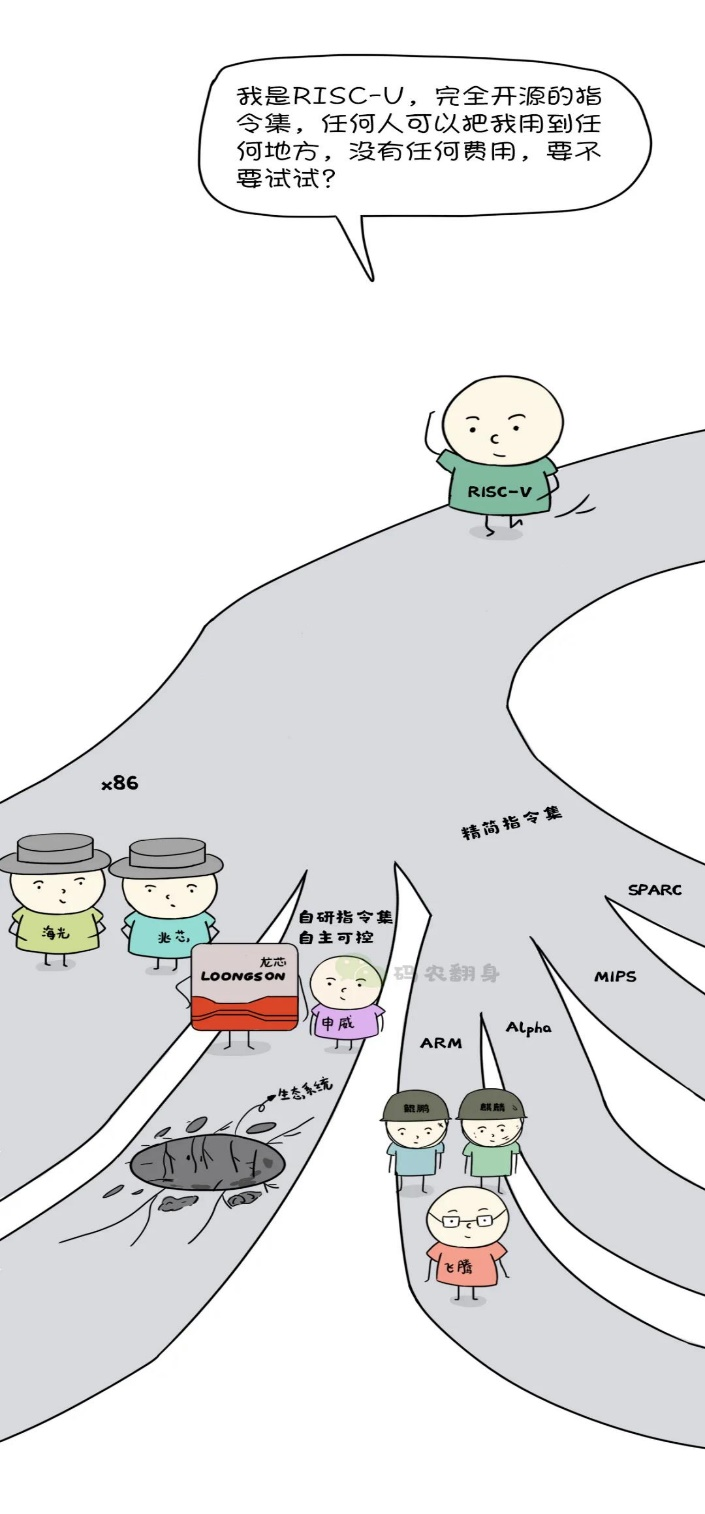 我是RISC-V，完全开源的指
令集，任何人可以把我用到任
何地方，没有任何费用，要不
要试试？
RISC-V
x86
精简指令集
SPARC
海光
兆芯
龙芯
LOONGSON
自研指令集
自主可控
申威
码农翻身
MIPS
Alpha
ARM
生态系统
鲲鹏
麒麟
飞腾